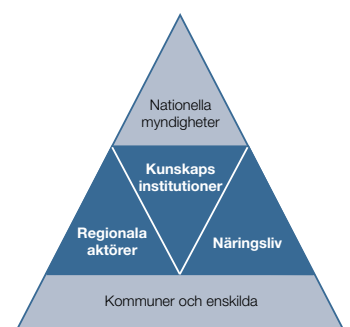 Nationella
myndigheter
Kunskaps
institutioner
Regionala
aktörer
Näringsliv
Kommuner och enskilda